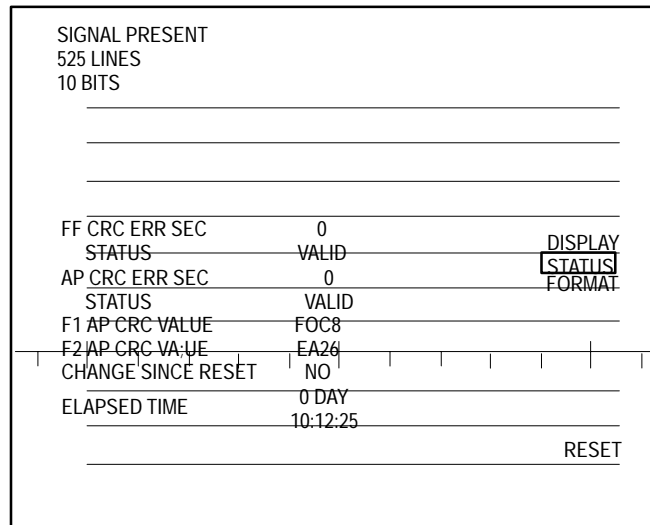 SIGNAL PRESENT
525 LINES
10 BITS
FF CRC ERR SEC 0
STATUS VALID
AP CRC ERR SEC 0
STATUS VALID
F1 AP CRC VALUE FOC8
F2 AP CRC VA;UE EA26
CHANGE SINCE RESET NO
ELAPSED TIME 0 DAY
10:12:25
DISPLAY
STATUS
FORMAT
RESET